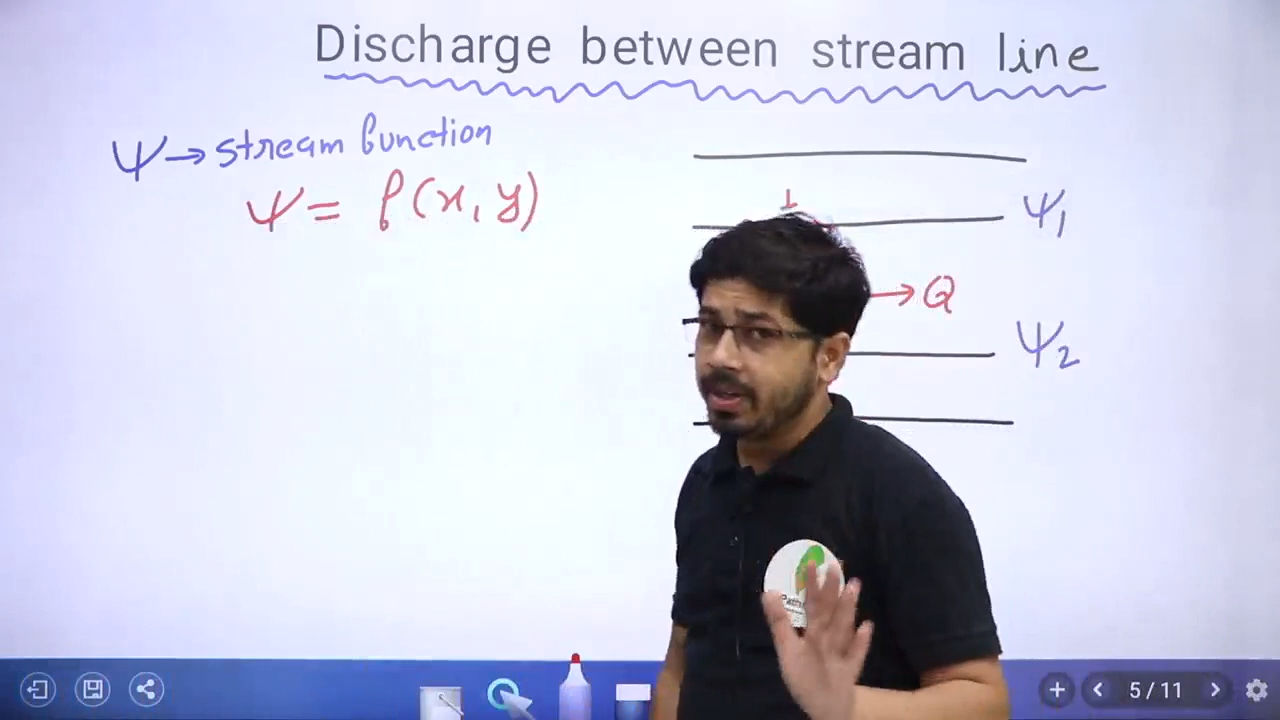 Discharge between stream line
Ψ → stream function
Ψ = f(x, y)
Ψ1
→ Q
Ψ2
5 / 11